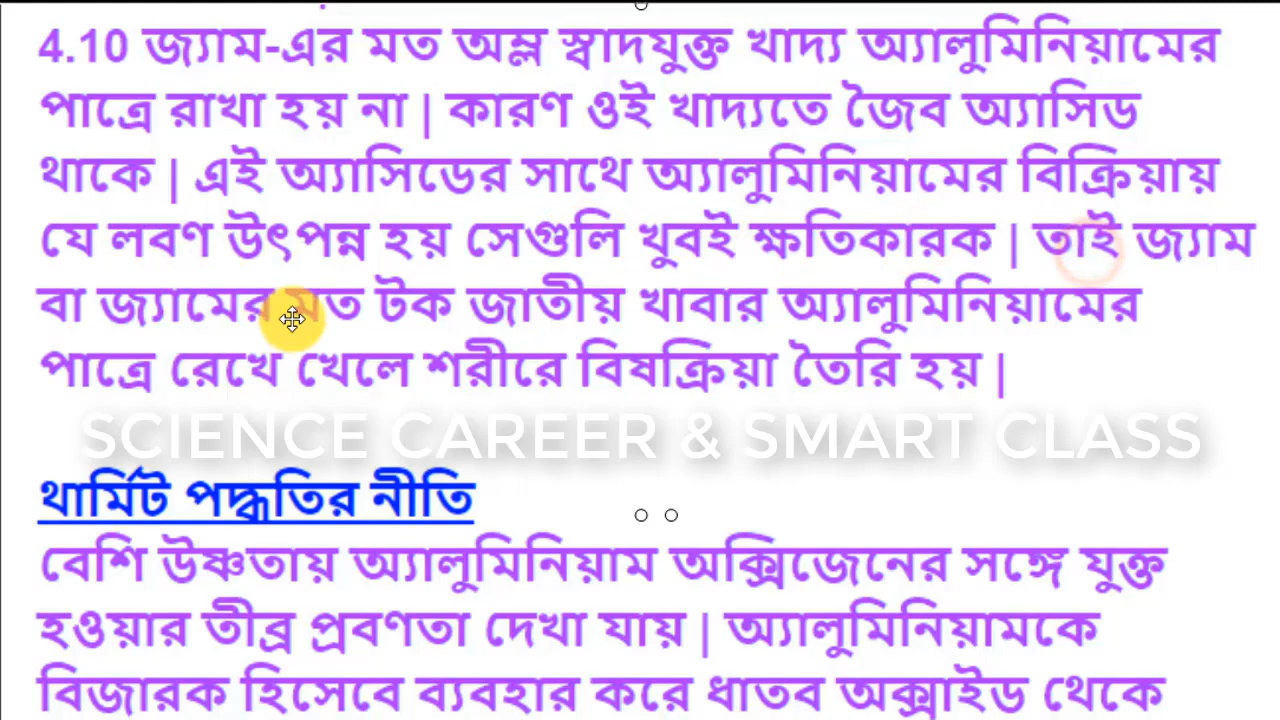 4.10 জ্যাম-এর মত অম্ল স্বাদযুক্ত খাদ্য অ্যালুমিনিয়ামের
পাত্রে রাখা হয় না | কারণ ওই খাদ্যতে জৈব অ্যাসিড
থাকে | এই অ্যাসিডের সাথে অ্যালুমিনিয়ামের বিক্রিয়ায়
যে লবণ উৎপন্ন হয় সেগুলি খুবই ক্ষতিকারক | তাই জ্যাম
বা জ্যামের মত টক জাতীয় খাবার অ্যালুমিনিয়ামের
পাত্রে রেখে খেলে শরীরে বিষক্রিয়া তৈরি হয় |
SCIENCE CAREER & SMART CLASS
থার্মিট পদ্ধতির নীতি
বেশি উষ্ণতায় অ্যালুমিনিয়াম অক্সিজেনের সঙ্গে যুক্ত
হওয়ার তীব্র প্রবণতা দেখা যায় | অ্যালুমিনিয়ামকে
বিজারক হিসেবে ব্যবহার করে ধাতব অক্সাইড থেকে